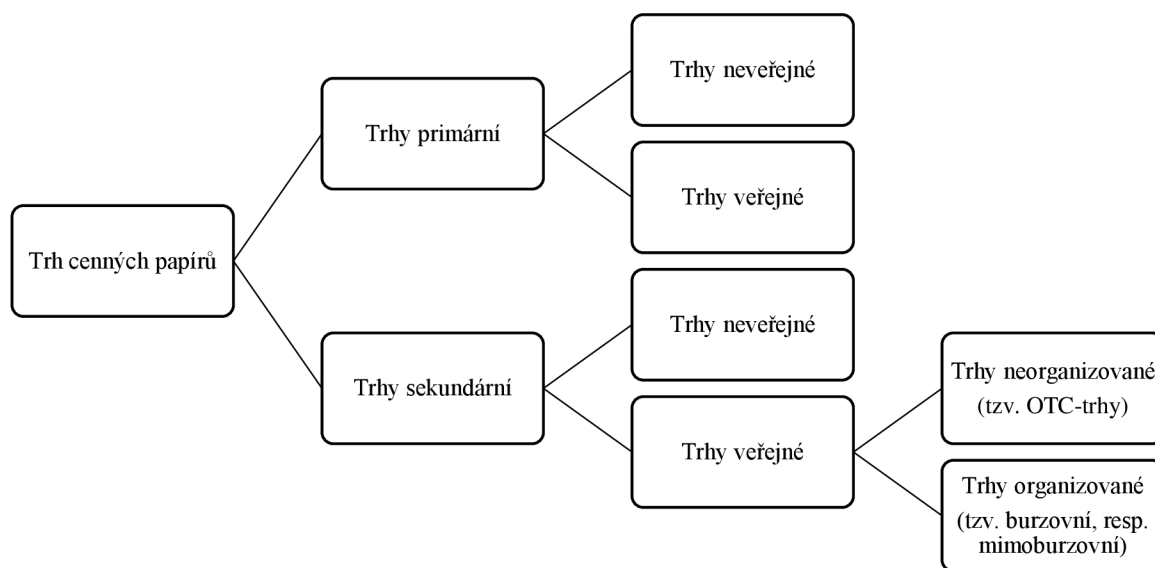 Trhy neveřejné
Trhy primární
Trhy veřejné
Trh cenných papírů
Trhy neveřejné
Trhy sekundární
Trhy veřejné
Trhy neorganizované
(tzv. OTC-trhy)
Trhy organizované
(tzv. burzovní, resp.
mimoburzovní)